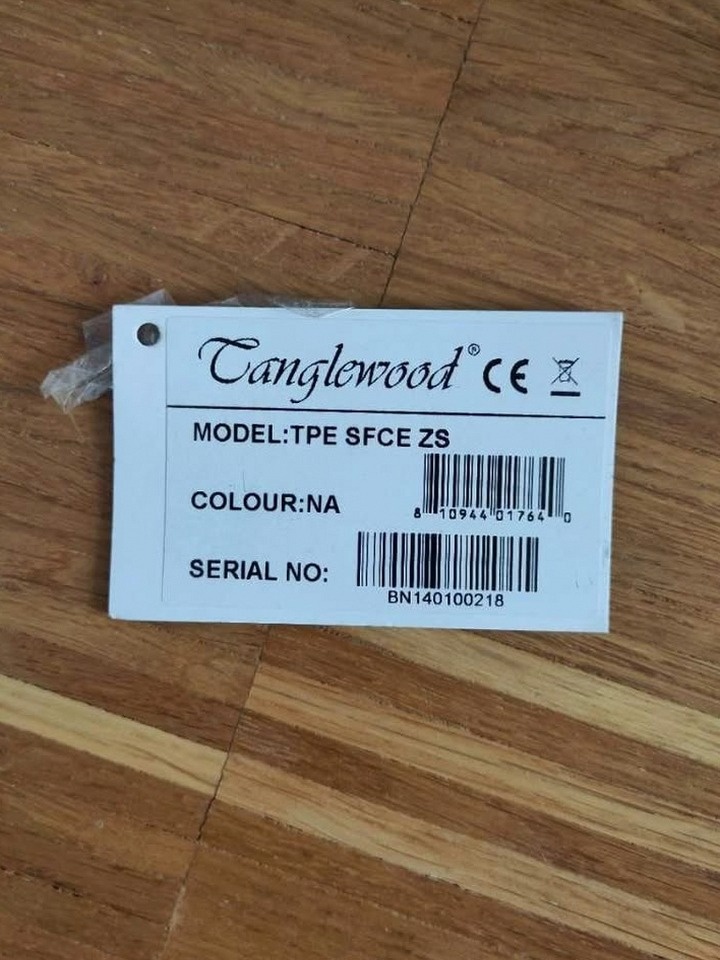 Tanglewood® CE
MODEL:TPE SFCE ZS
8 10944 01764 0
COLOUR:NA
SERIAL NO:
BN140100218